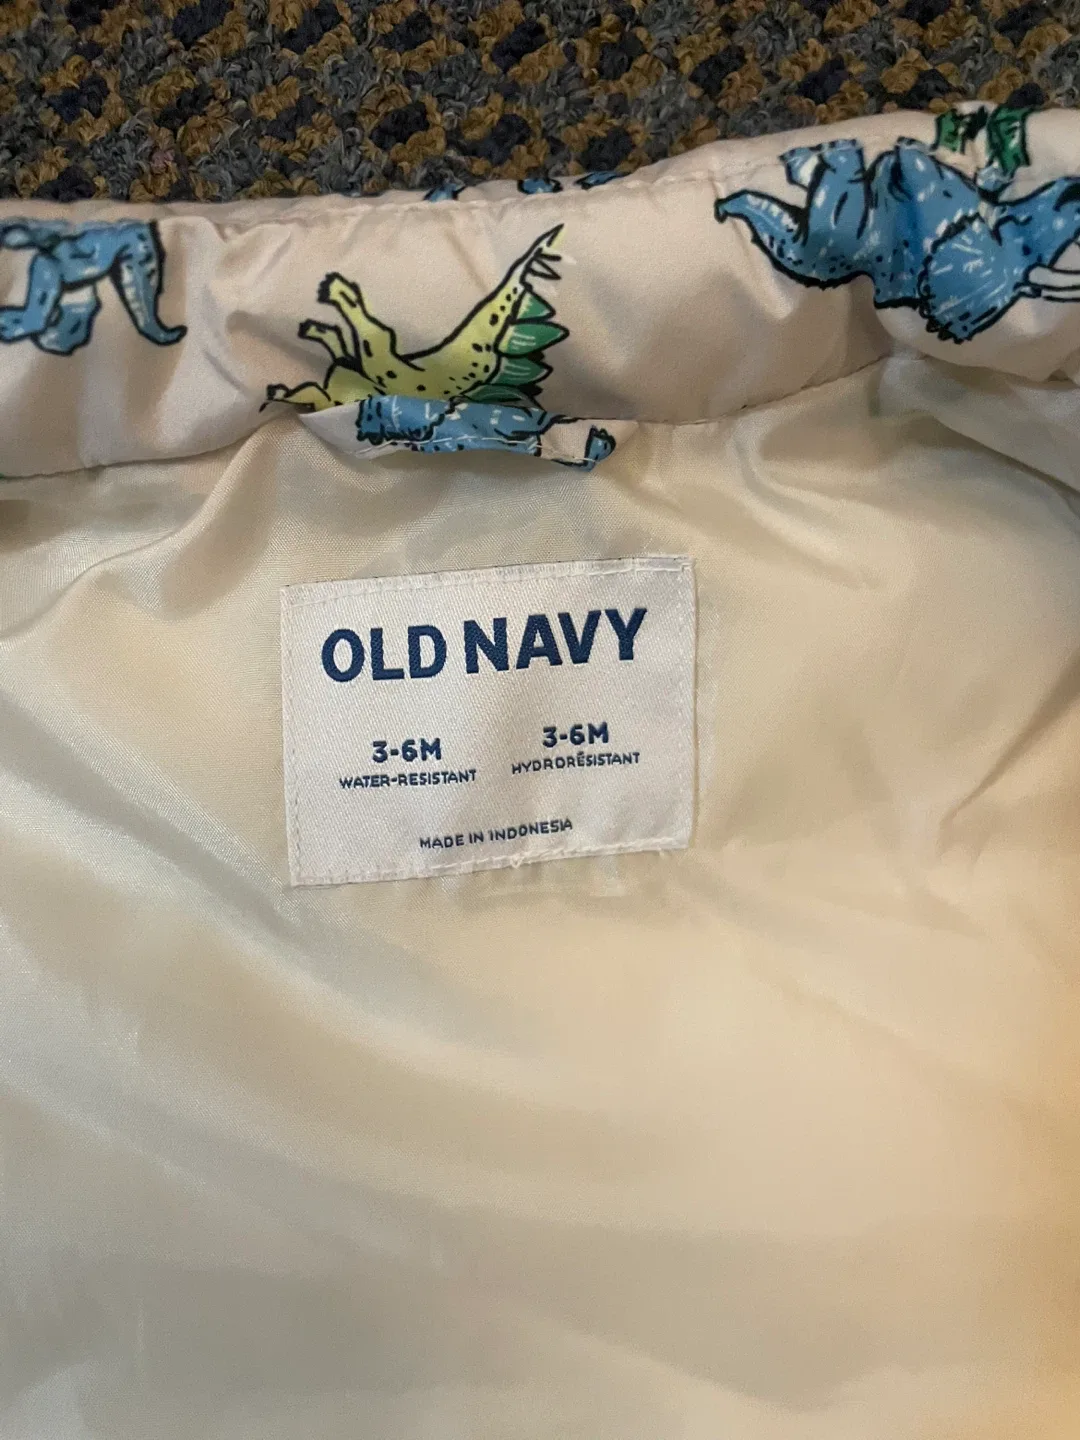 OLD NAVY
3-6M
WATER-RESISTANT
3-6M
HYDRORÉSISTANT
MADE IN INDONESIA